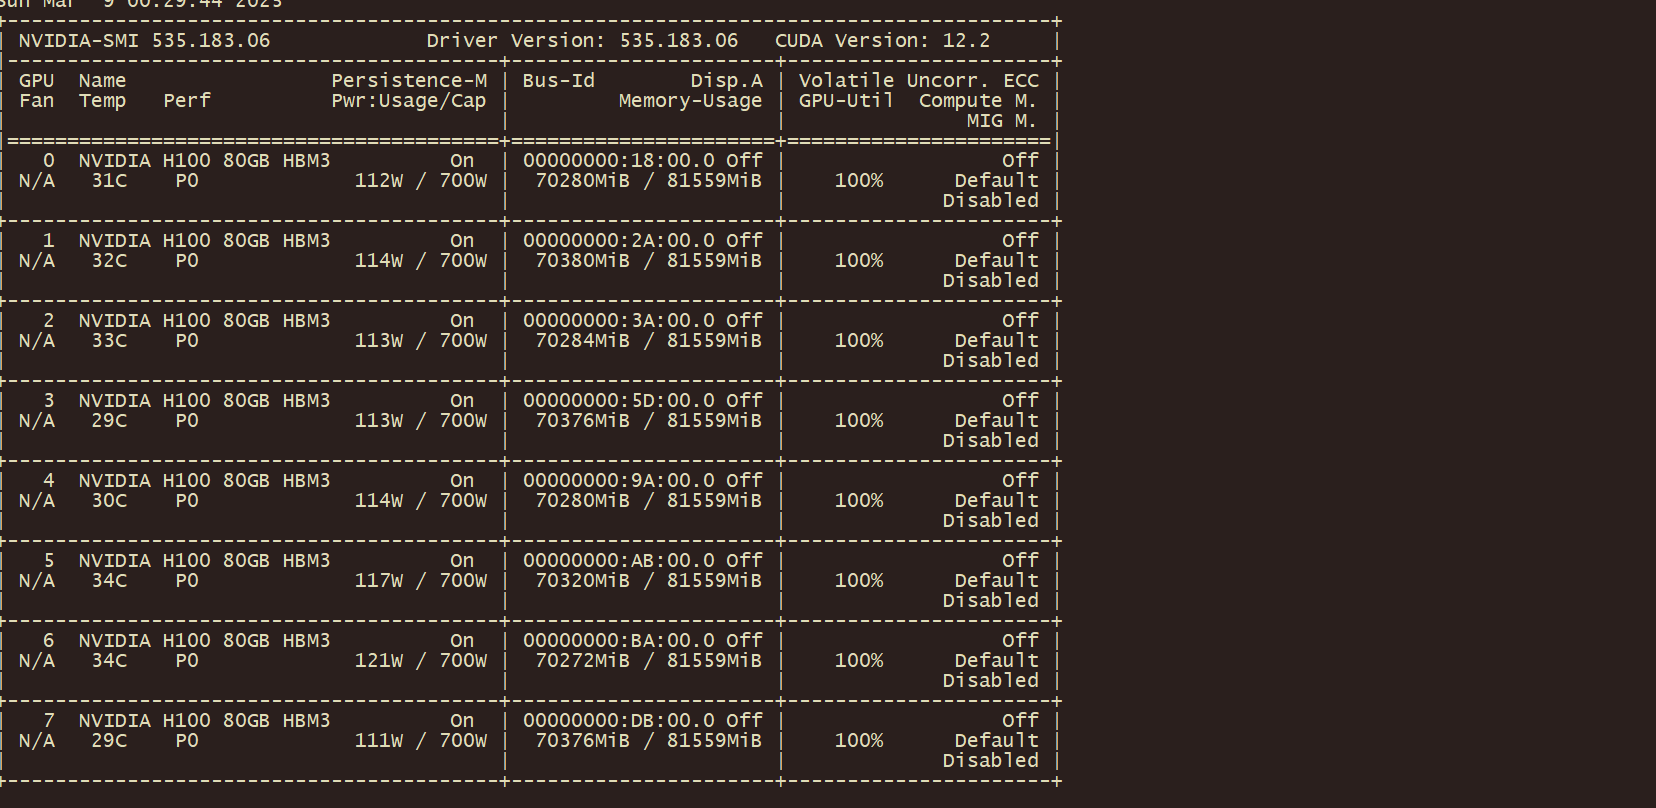 Sun Mar  9 00:29:44 2025
+-----------------------------------------+----------------------+----------------------+
| NVIDIA-SMI 535.183.06             Driver Version: 535.183.06   CUDA Version: 12.2     |
|-----------------------------------------+----------------------+----------------------+
| GPU  Name                 Persistence-M | Bus-Id        Disp.A | Volatile Uncorr. ECC |
| Fan  Temp   Perf          Pwr:Usage/Cap |         Memory-Usage | GPU-Util  Compute M. |
|                                         |                      |               MIG M. |
|=========================================+======================+======================|
|   0  NVIDIA H100 80GB HBM3          On  | 00000000:18:00.0 Off |                  Off |
| N/A   31C    P0             112W / 700W |  70280MiB / 81559MiB |    100%      Default |
|                                         |                      |             Disabled |
+-----------------------------------------+----------------------+----------------------+
|   1  NVIDIA H100 80GB HBM3          On  | 00000000:2A:00.0 Off |                  Off |
| N/A   32C    P0             114W / 700W |  70380MiB / 81559MiB |    100%      Default |
|                                         |                      |             Disabled |
+-----------------------------------------+----------------------+----------------------+
|   2  NVIDIA H100 80GB HBM3          On  | 00000000:3A:00.0 Off |                  Off |
| N/A   33C    P0             113W / 700W |  70284MiB / 81559MiB |    100%      Default |
|                                         |                      |             Disabled |
+-----------------------------------------+----------------------+----------------------+
|   3  NVIDIA H100 80GB HBM3          On  | 00000000:5D:00.0 Off |                  Off |
| N/A   29C    P0             113W / 700W |  70376MiB / 81559MiB |    100%      Default |
|                                         |                      |             Disabled |
+-----------------------------------------+----------------------+----------------------+
|   4  NVIDIA H100 80GB HBM3          On  | 00000000:9A:00.0 Off |                  Off |
| N/A   30C    P0             114W / 700W |  70280MiB / 81559MiB |    100%      Default |
|                                         |                      |             Disabled |
+-----------------------------------------+----------------------+----------------------+
|   5  NVIDIA H100 80GB HBM3          On  | 00000000:AB:00.0 Off |                  Off |
| N/A   34C    P0             117W / 700W |  70320MiB / 81559MiB |    100%      Default |
|                                         |                      |             Disabled |
+-----------------------------------------+----------------------+----------------------+
|   6  NVIDIA H100 80GB HBM3          On  | 00000000:BA:00.0 Off |                  Off |
| N/A   34C    P0             121W / 700W |  70272MiB / 81559MiB |    100%      Default |
|                                         |                      |             Disabled |
+-----------------------------------------+----------------------+----------------------+
|   7  NVIDIA H100 80GB HBM3          On  | 00000000:DB:00.0 Off |                  Off |
| N/A   29C    P0             111W / 700W |  70376MiB / 81559MiB |    100%      Default |
|                                         |                      |             Disabled |
+-----------------------------------------+----------------------+----------------------+